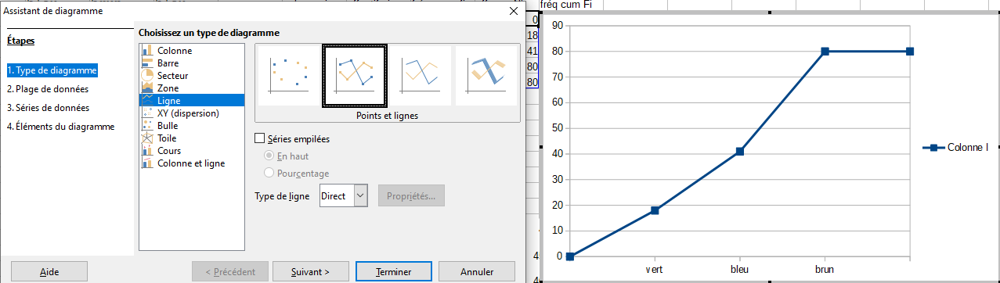 fréq cum Fi
Assistant de diagramme
Étapes
1. Type de diagramme
2. Plage de données
3. Séries de données
4. Éléments du diagramme
Choisissez un type de diagramme
Colonne
Barre
Secteur
Zone
Ligne
XY (dispersion)
Bulle
Toile
Cours
Colonne et ligne
Points et lignes
Séries empilées
En haut
Pourcentage
Type de ligne Direct Propriétés...
Aide < Précédent Suivant > Terminer Annuler
0
18
41
80
80
4
4
90
80
70
60
50
40
30
20
10
0
vert bleu brun
Colonne I